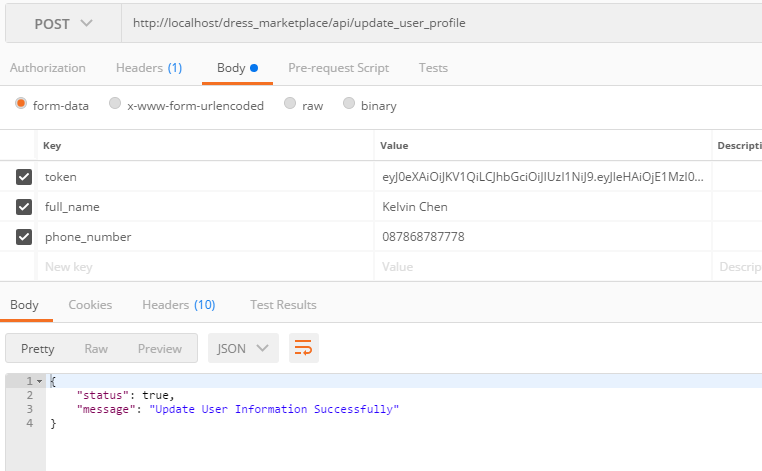 POST http://localhost/dress_marketplace/api/update_user_profile
Authorization Headers (1) Body Pre-request Script Tests
form-data x-www-form-urlencoded raw binary
Key Value Descripti
token eyJ0eXAiOiJKV1QiLCJhbGciOiJIUzI1NiJ9.eyJleHAiOjE1MzI0...
full_name Kelvin Chen
phone_number 087868787778
New key Value Descrip
Body Cookies Headers (10) Test Results
Pretty Raw Preview JSON
1 {
2 "status": true,
3 "message": "Update User Information Successfully"
4 }